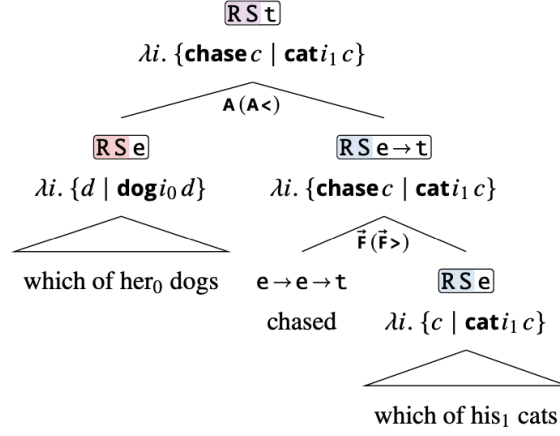 R S t
λi. {chase c | cat i₁ c}
A (A<)
R S e R S e → t
λi. {d | dog i₀ d} λi. {chase c | cat i₁ c}
F⃗ (F⃗ >)
which of her₀ dogs e → e → t R S e
chased λi. {c | cat i₁ c}
which of his₁ cats